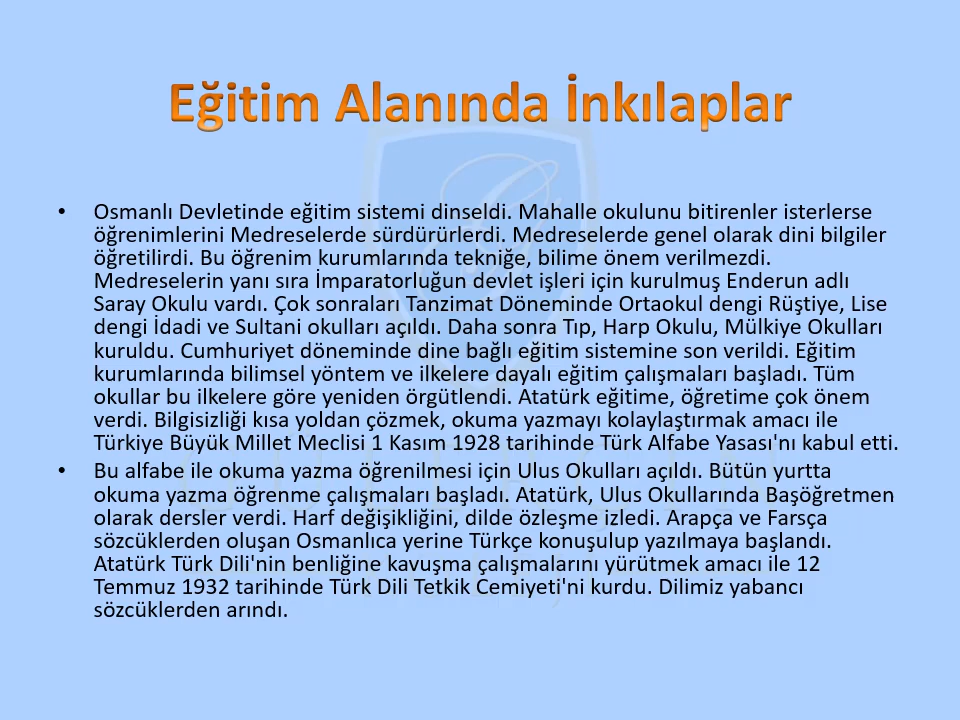 Eğitim Alanında İnkılaplar
• Osmanlı Devletinde eğitim sistemi dinseldi. Mahalle okulunu bitirenler isterlerse
öğrenimlerini Medreselerde sürdürürlerdi. Medreselerde genel olarak dini bilgiler
öğretilirdi. Bu öğrenim kurumlarında tekniğe, bilime önem verilmezdi.
Medreselerin yanı sıra İmparatorluğun devlet işleri için kurulmuş Enderun adlı
Saray Okulu vardı. Çok sonraları Tanzimat Döneminde Ortaokul dengi Rüştiye, Lise
dengi İdadi ve Sultani okulları açıldı. Daha sonra Tıp, Harp Okulu, Mülkiye Okulları
kuruldu. Cumhuriyet döneminde dine bağlı eğitim sistemine son verildi. Eğitim
kurumlarında bilimsel yöntem ve ilkelere dayalı eğitim çalışmaları başladı. Tüm
okullar bu ilkelere göre yeniden örgütlendi. Atatürk eğitime, öğretime çok önem
verdi. Bilgisizliği kısa yoldan çözmek, okuma yazmayı kolaylaştırmak amacı ile
Türkiye Büyük Millet Meclisi 1 Kasım 1928 tarihinde Türk Alfabe Yasası'nı kabul etti.
• Bu alfabe ile okuma yazma öğrenilmesi için Ulus Okulları açıldı. Bütün yurtta
okuma yazma öğrenme çalışmaları başladı. Atatürk, Ulus Okullarında Başöğretmen
olarak dersler verdi. Harf değişikliğini, dilde özleşme izledi. Arapça ve Farsça
sözcüklerden oluşan Osmanlıca yerine Türkçe konuşulup yazılmaya başlandı.
Atatürk Türk Dili'nin benliğine kavuşma çalışmalarını yürütmek amacı ile 12
Temmuz 1932 tarihinde Türk Dili Tetkik Cemiyeti'ni kurdu. Dilimiz yabancı
sözcüklerden arındı.